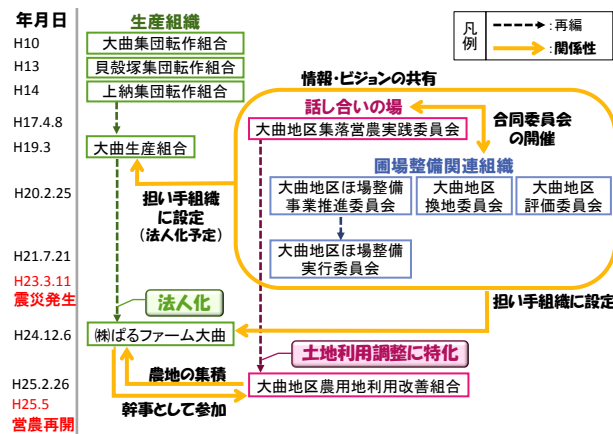 年月日
生産組織
凡例
:再編
:関係性
H10
大曲集団転作組合
H13
貝殻塚集団転作組合
情報・ビジョンの共有
H14
上納集団転作組合
話し合いの場
H17.4.8
大曲地区集落営農実践委員会
合同委員会
の開催
H19.3
大曲生産組合
圃場整備関連組織
H20.2.25
担い手組織
に設定
(法人化予定)
大曲地区ほ場整備
事業推進委員会
大曲地区
換地委員会
大曲地区
評価委員会
H21.7.21
大曲地区ほ場整備
実行委員会
H23.3.11
震災発生
法人化
担い手組織に設定
H24.12.6
㈱ぱるファーム大曲
土地利用調整に特化
農地の集積
H25.2.26
大曲地区農用地利用改善組合
H25.5
営農再開
幹事として参加